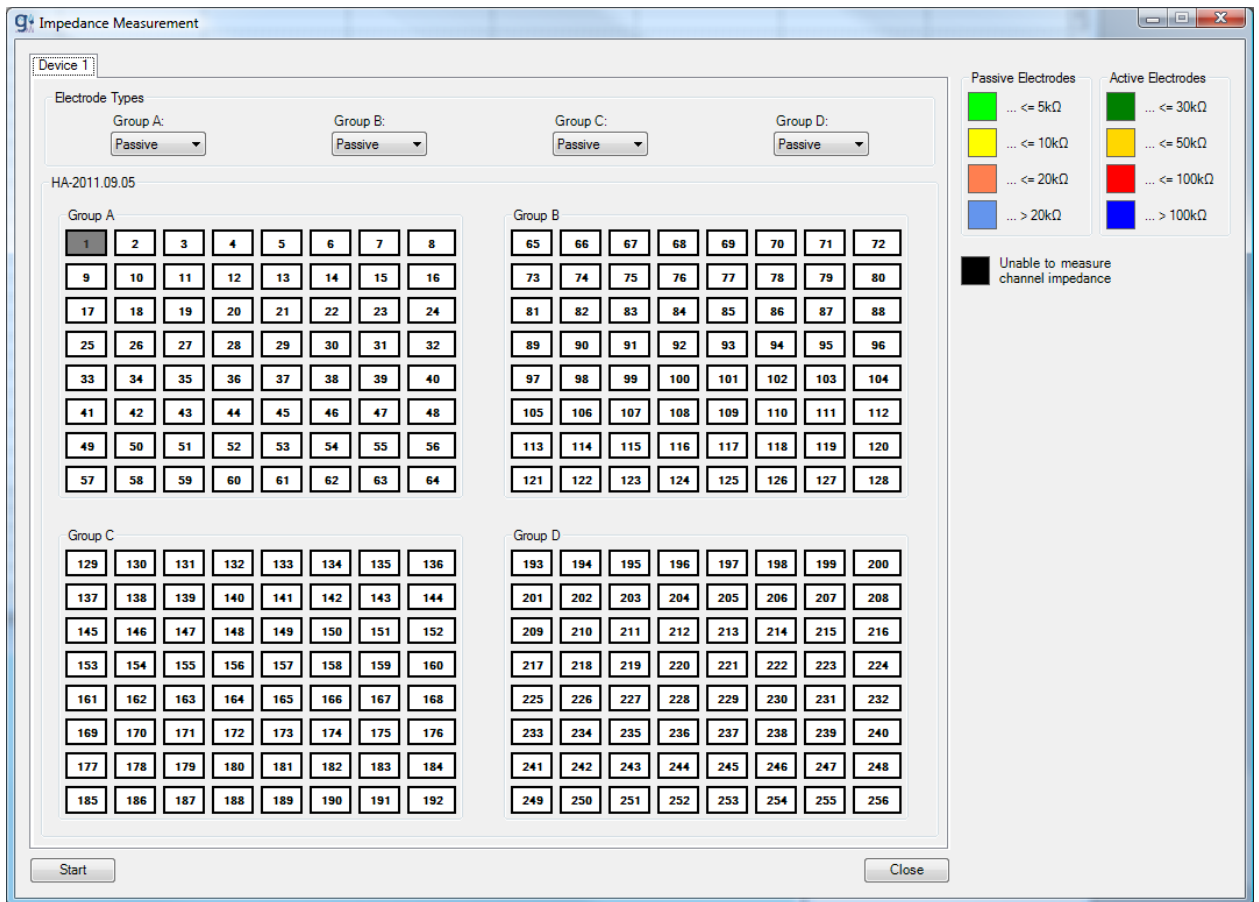 Impedance Measurement
Device 1
Electrode Types
Group A: Group B: Group C: Group D:
Passive Passive Passive Passive
HA-2011.09.05
Group A
1 2 3 4 5 6 7 8
9 10 11 12 13 14 15 16
17 18 19 20 21 22 23 24
25 26 27 28 29 30 31 32
33 34 35 36 37 38 39 40
41 42 43 44 45 46 47 48
49 50 51 52 53 54 55 56
57 58 59 60 61 62 63 64
Group B
65 66 67 68 69 70 71 72
73 74 75 76 77 78 79 80
81 82 83 84 85 86 87 88
89 90 91 92 93 94 95 96
97 98 99 100 101 102 103 104
105 106 107 108 109 110 111 112
113 114 115 116 117 118 119 120
121 122 123 124 125 126 127 128
Group C
129 130 131 132 133 134 135 136
137 138 139 140 141 142 143 144
145 146 147 148 149 150 151 152
153 154 155 156 157 158 159 160
161 162 163 164 165 166 167 168
169 170 171 172 173 174 175 176
177 178 179 180 181 182 183 184
185 186 187 188 189 190 191 192
Group D
193 194 195 196 197 198 199 200
201 202 203 204 205 206 207 208
209 210 211 212 213 214 215 216
217 218 219 220 221 222 223 224
225 226 227 228 229 230 231 232
233 234 235 236 237 238 239 240
241 242 243 244 245 246 247 248
249 250 251 252 253 254 255 256
Start
Close
Passive Electrodes
... <= 5kΩ
... <= 10kΩ
... <= 20kΩ
... > 20kΩ
Active Electrodes
... <= 30kΩ
... <= 50kΩ
... <= 100kΩ
... > 100kΩ
Unable to measure
channel impedance